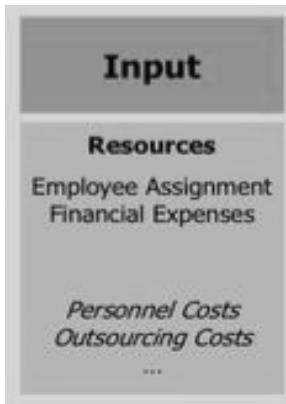 Input
Resources
Employee Assignment
Financial Expenses
Personnel Costs
Outsourcing Costs
...